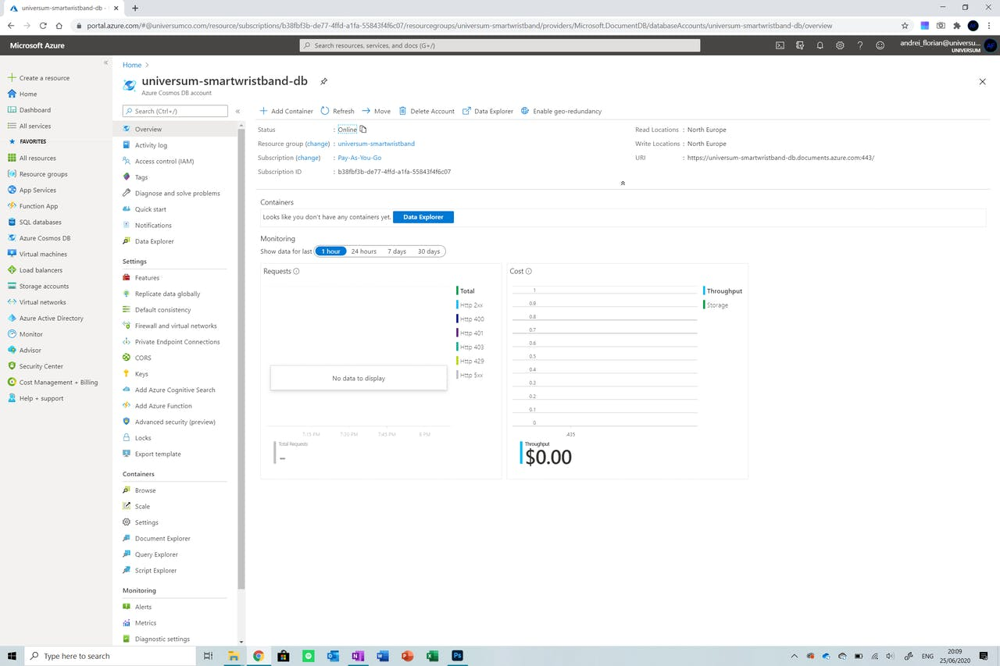 universum-smartwristband-db -
portal.azure.com/#@universumco.com/resource/subscriptions/b38fbf3b-de77-4ffd-a1fa-55843f4f6c07/resourcegroups/universum-smartwristband/providers/Microsoft.DocumentDB/databaseAccounts/universum-smartwristband-db/overview
Microsoft Azure
Search resources, services, and docs (G+/)
andrei_florian@universu...
UNIVERSUM
AF
Create a resource
Home
Dashboard
All services
FAVORITES
All resources
Resource groups
App Services
Function App
SQL databases
Azure Cosmos DB
Virtual machines
Load balancers
Storage accounts
Virtual networks
Azure Active Directory
Monitor
Advisor
Security Center
Cost Management + Billing
Help + support
Home >
universum-smartwristband-db
Azure Cosmos DB account
Search (Ctrl+/)
Overview
Activity log
Access control (IAM)
Tags
Diagnose and solve problems
Quick start
Notifications
Data Explorer
Settings
Features
Replicate data globally
Default consistency
Firewall and virtual networks
Private Endpoint Connections
CORS
Keys
Add Azure Cognitive Search
Add Azure Function
Advanced security (preview)
Locks
Export template
Containers
Browse
Scale
Settings
Document Explorer
Query Explorer
Script Explorer
Monitoring
Alerts
Metrics
Diagnostic settings
Add Container Refresh Move Delete Account Data Explorer Enable geo-redundancy
Status : Online
Resource group (change) : universum-smartwristband
Subscription (change) : Pay-As-You-Go
Subscription ID : b38fbf3b-de77-4ffd-a1fa-55843f4f6c07
Read Locations : North Europe
Write Locations : North Europe
URI : https://universum-smartwristband-db.documents.azure.com:443/
Containers
Looks like you don't have any containers yet. Data Explorer
Monitoring
Show data for last 1 hour 24 hours 7 days 30 days
Requests
Total
Http 2xx
Http 400
Http 401
Http 403
Http 429
Http 5xx
No data to display
7:15 PM 7:30 PM 7:45 PM 8 PM
Total Requests
--
Cost
1
0.9
0.8
0.7
0.6
0.5
0.4
0.3
0.2
0.1
0
.435
Throughput
Storage
Throughput
$0.00
Type here to search
ENG
20:09
25/06/2020